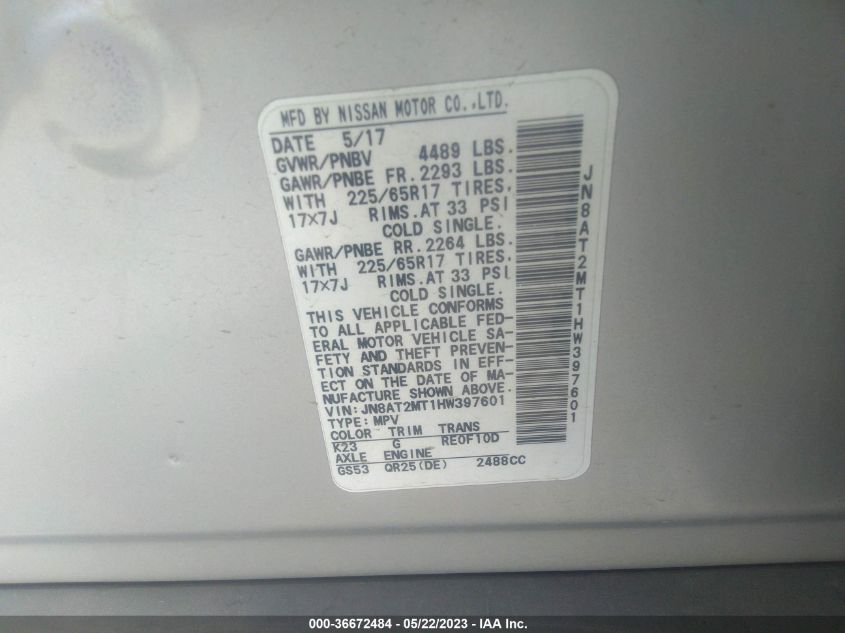 MFD BY NISSAN MOTOR CO.,LTD.
DATE 5/17
GVWR/PNBV 4489 LBS.
GAWR/PNBE FR. 2293 LBS.
WITH 225/65R17 TIRES,
17×7J RIMS. AT 33 PSI
COLD SINGLE.
GAWR/PNBE RR. 2264 LBS.
WITH 225/65R17 TIRES,
17×7J RIMS. AT 33 PSI
COLD SINGLE.
THIS VEHICLE CONFORMS
TO ALL APPLICABLE FED-
ERAL MOTOR VEHICLE SA-
FETY AND THEFT PREVEN-
TION STANDARDS IN EFF-
ECT ON THE DATE OF MA-
NUFACTURE SHOWN ABOVE.
VIN: JN8AT2MT1HW397601
TYPE: MPV
COLOR TRIM TRANS
K23 G RE0F10D
AXLE ENGINE
GS53 QR25(DE) 2488CC
JN8AT2MT1HW397601
000-36672484 - 05/22/2023 - IAA Inc.